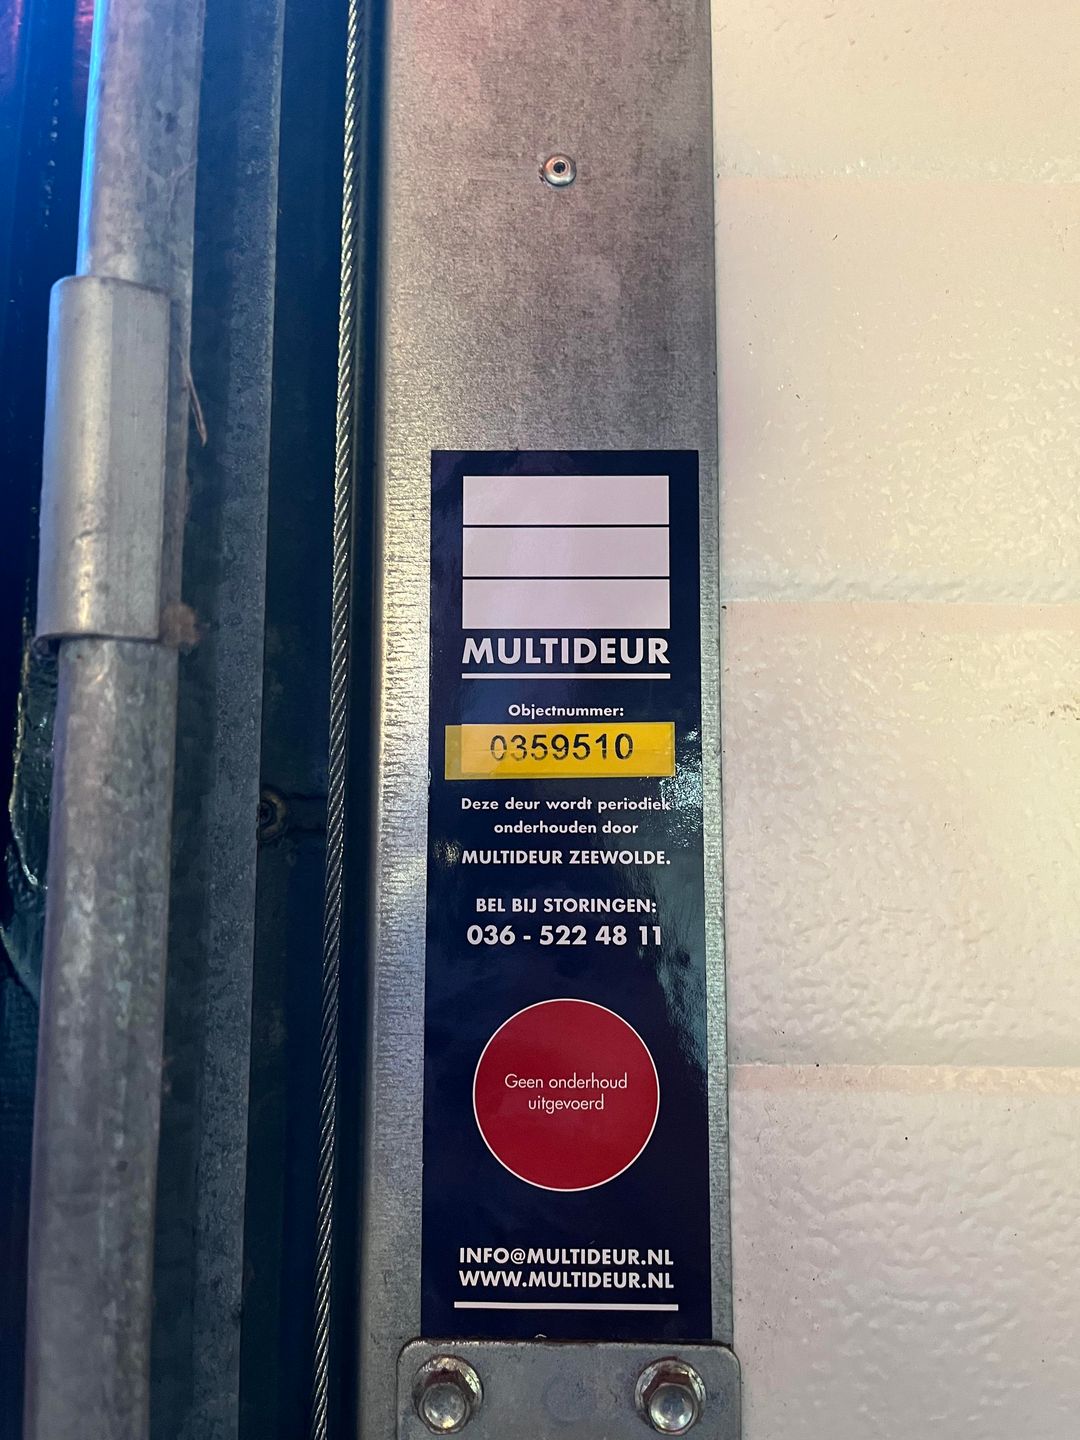 MULTIDEUR
Objectnummer:
0359510
Deze deur wordt periodiek
onderhouden door
MULTIDEUR ZEEWOLDE.
BEL BIJ STORINGEN:
036 - 522 48 11
Geen onderhoud
uitgevoerd
INFO@MULTIDEUR.NL
WWW.MULTIDEUR.NL